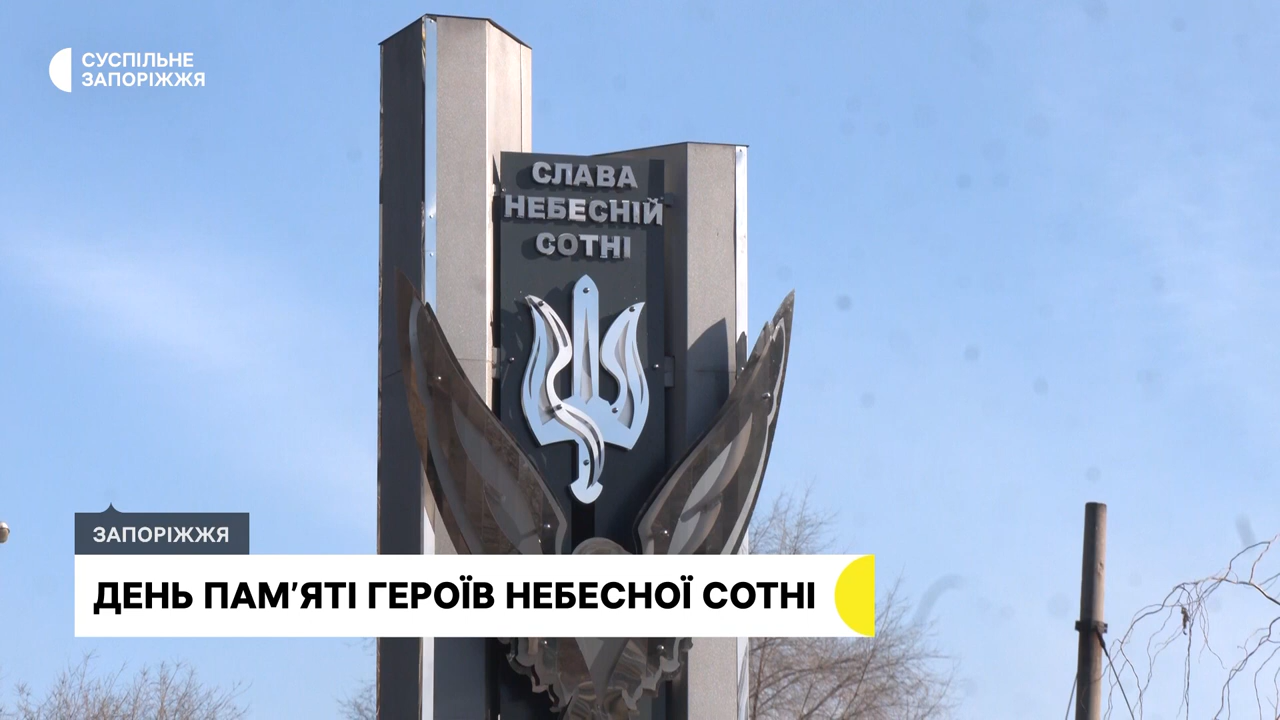 СУСПІЛЬНЕ
ЗАПОРІЖЖЯ
СЛАВА
НЕБЕСНІЙ
СОТНІ
ЗАПОРІЖЖЯ
ДЕНЬ ПАМ’ЯТІ ГЕРОЇВ НЕБЕСНОЇ СОТНІ